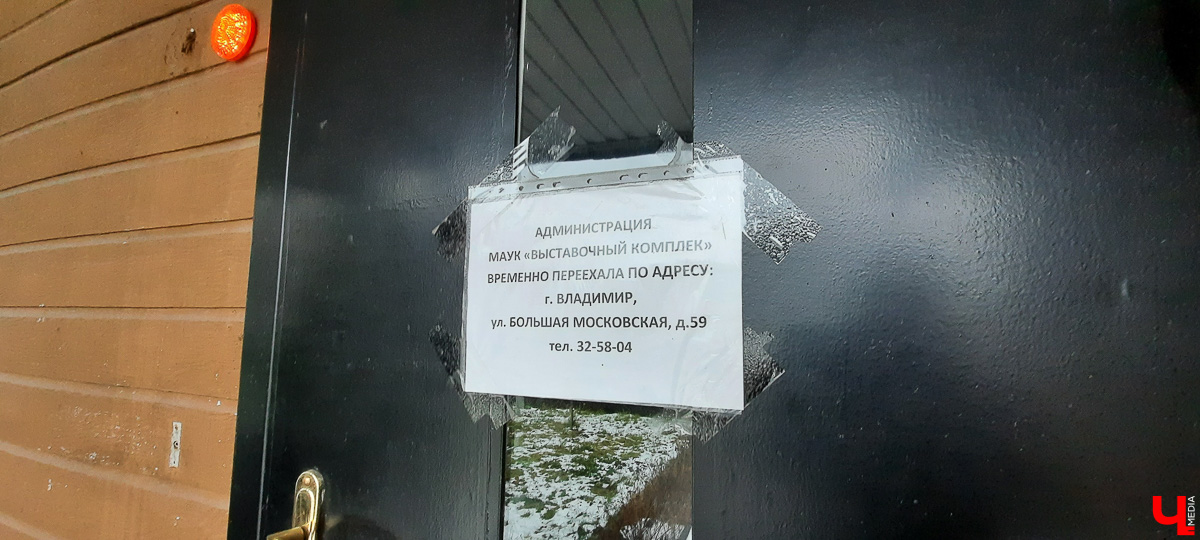 АДМИНИСТРАЦИЯ
МАУК «ВЫСТАВОЧНЫЙ КОМПЛЕК»
ВРЕМЕННО ПЕРЕЕХАЛА ПО АДРЕСУ:
г. ВЛАДИМИР,
ул. БОЛЬШАЯ МОСКОВСКАЯ, д.59
тел. 32-58-04
Ч MEDIA